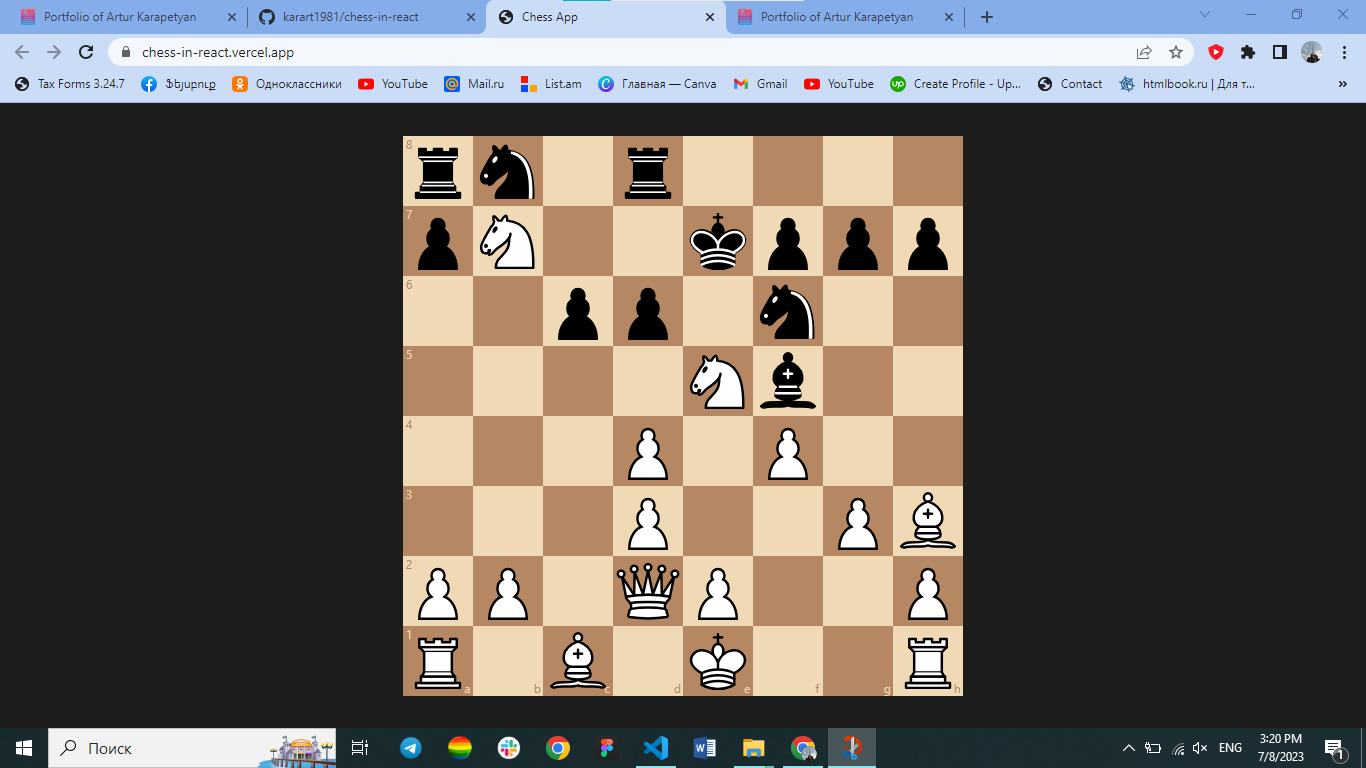 Portfolio of Artur Karapetyan
karart1981/chess-in-react
Chess App
Portfolio of Artur Karapetyan
chess-in-react.vercel.app
Tax Forms 3.24.7
Ֆեյսբուք
Одноклассники
YouTube
Mail.ru
List.am
Главная — Canva
Gmail
YouTube
up
Create Profile - Up...
Contact
htmlbook.ru | Для т...
»
8
7
6
5
4
3
2
1
a
b
c
d
e
f
g
h
Поиск
ENG
3:20 PM
7/8/2023
1